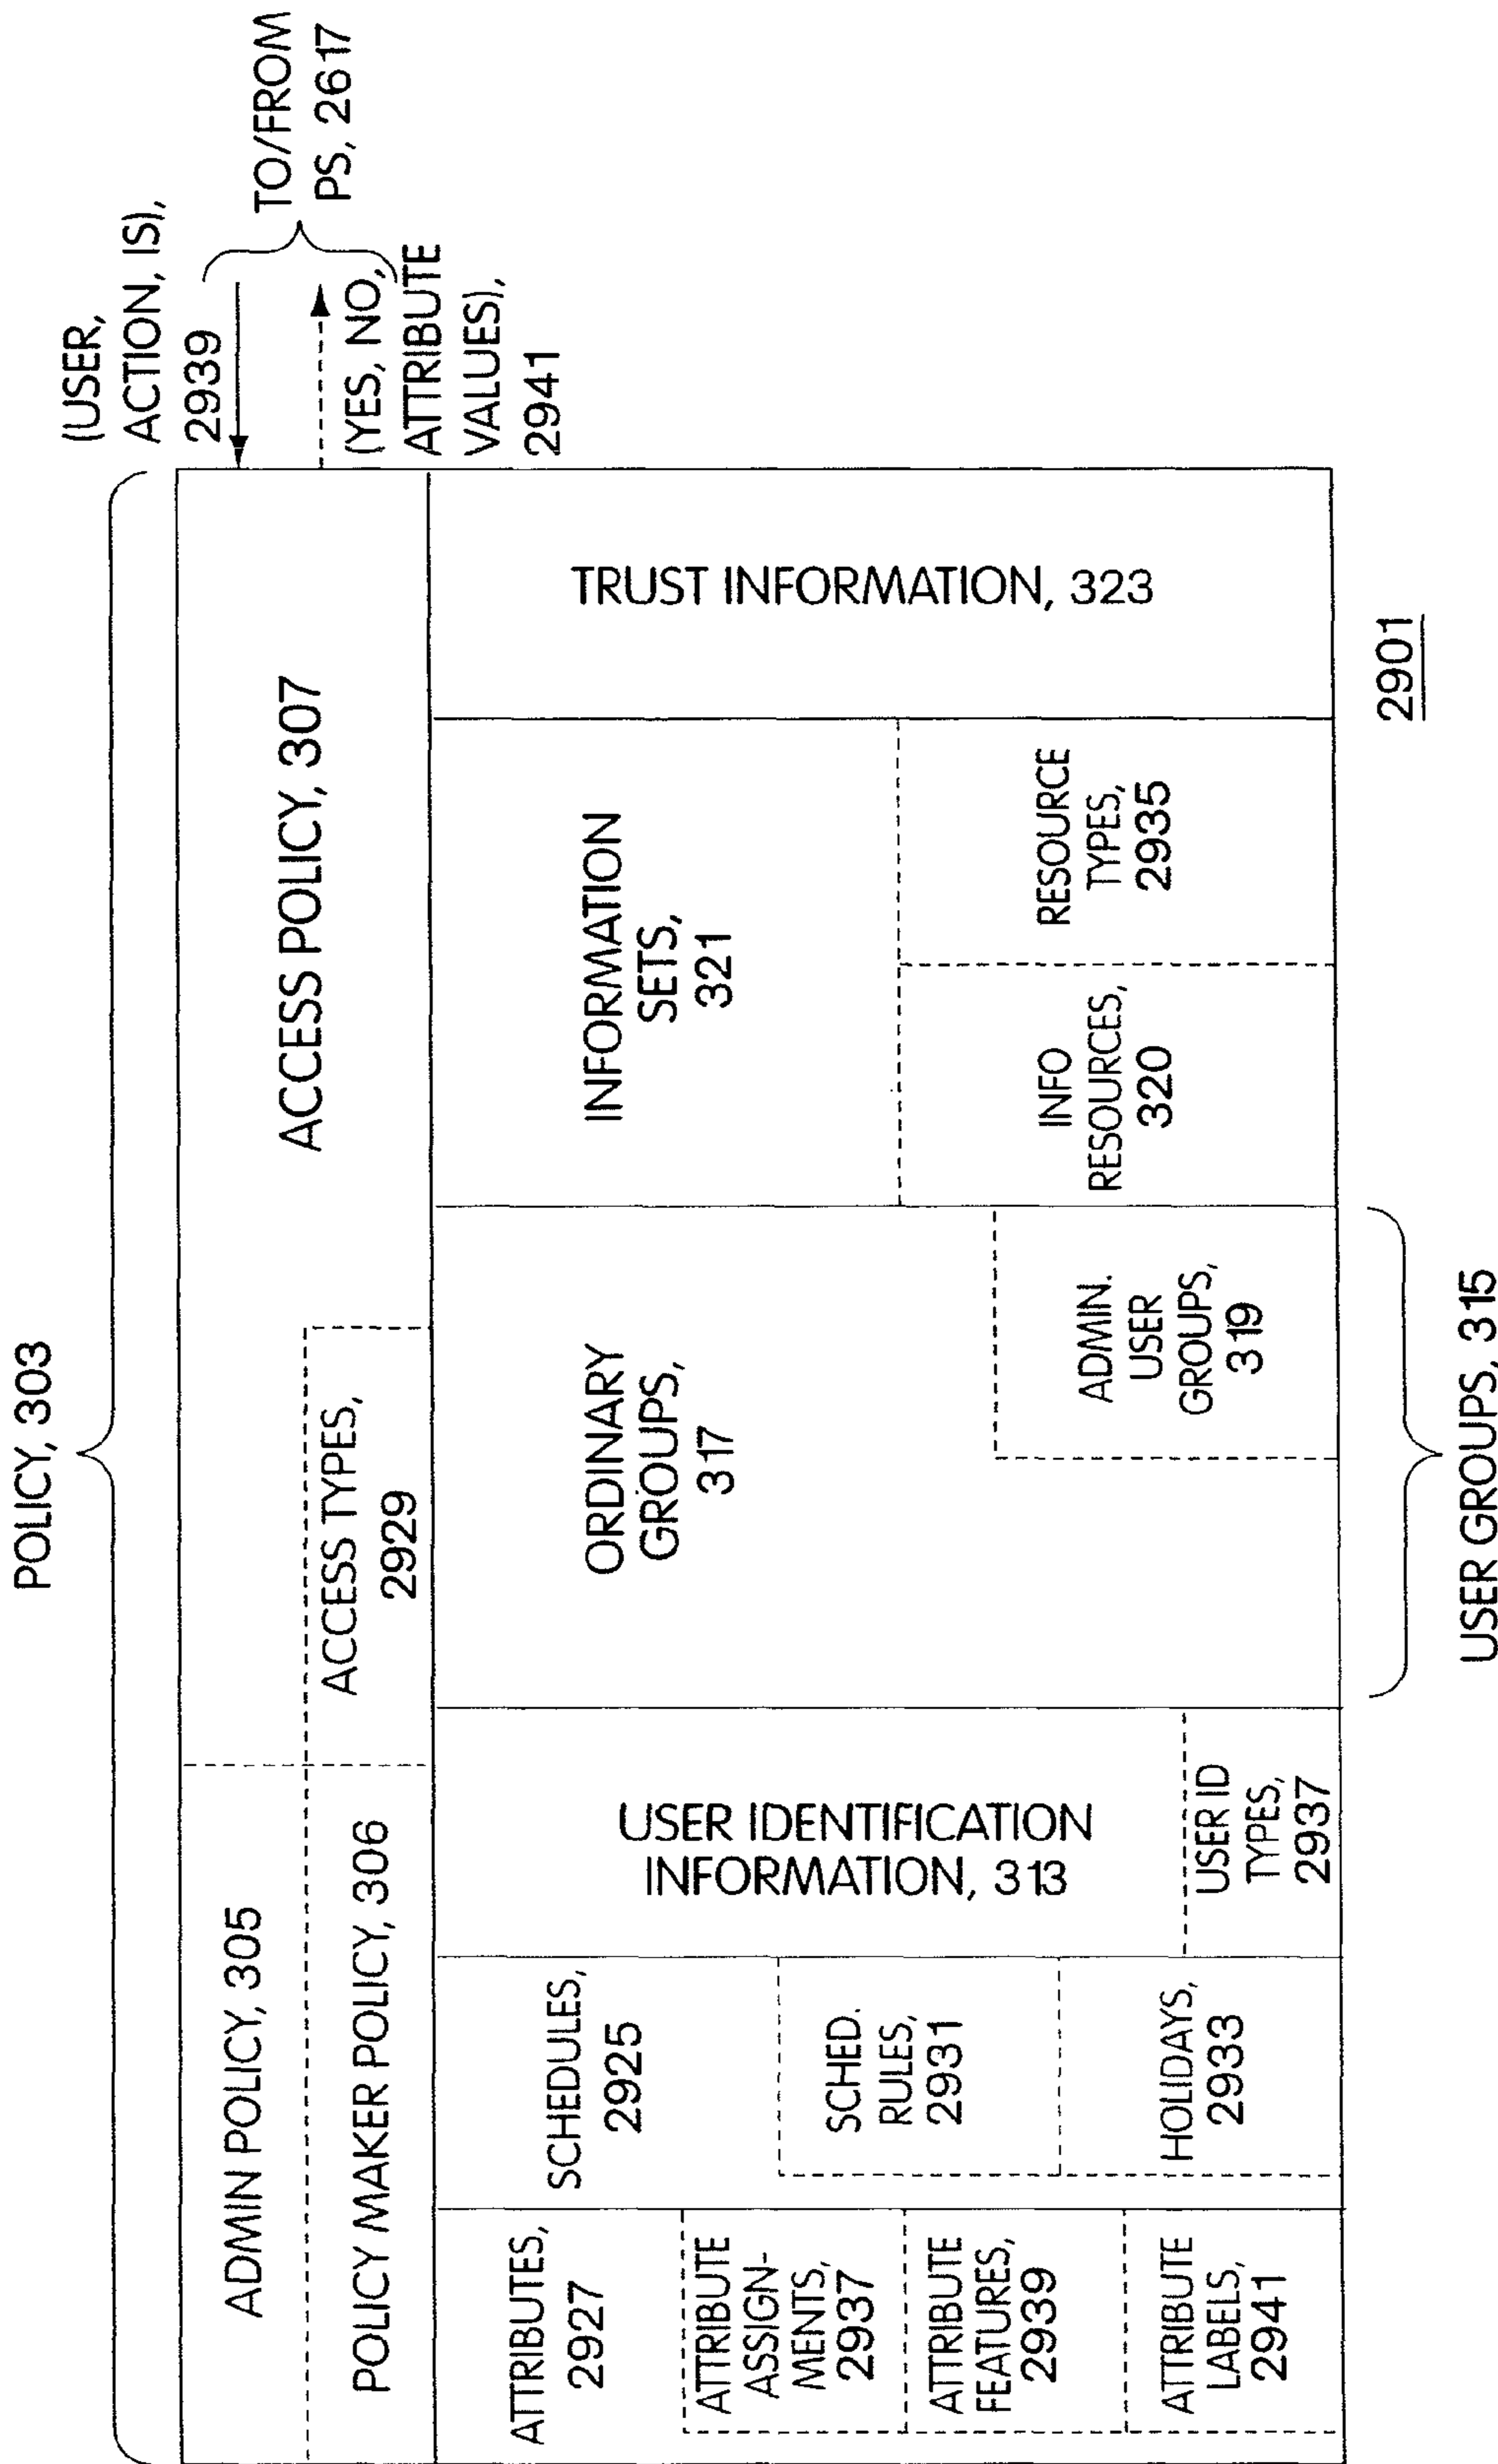 POLICY, 303
(USER,
ACTION, IS),
2939
TO/FROM
PS, 2617
(YES, NO,
ATTRIBUTE
VALUES),
2941
ADMIN POLICY, 305
POLICY MAKER POLICY, 306
ACCESS TYPES,
2929
ACCESS POLICY, 307
ATTRIBUTES,
2927
ATTRIBUTE
ASSIGN-
MENTS,
2937
ATTRIBUTE
FEATURES,
2939
ATTRIBUTE
LABELS,
2941
SCHEDULES,
2925
SCHED.
RULES,
2931
HOLIDAYS,
2933
USER IDENTIFICATION
INFORMATION, 313
USER ID
TYPES,
2937
ORDINARY
GROUPS,
317
ADMIN.
USER
GROUPS,
319
INFORMATION
SETS,
321
INFO
RESOURCES,
320
RESOURCE
TYPES,
2935
TRUST INFORMATION, 323
USER GROUPS, 315
2901